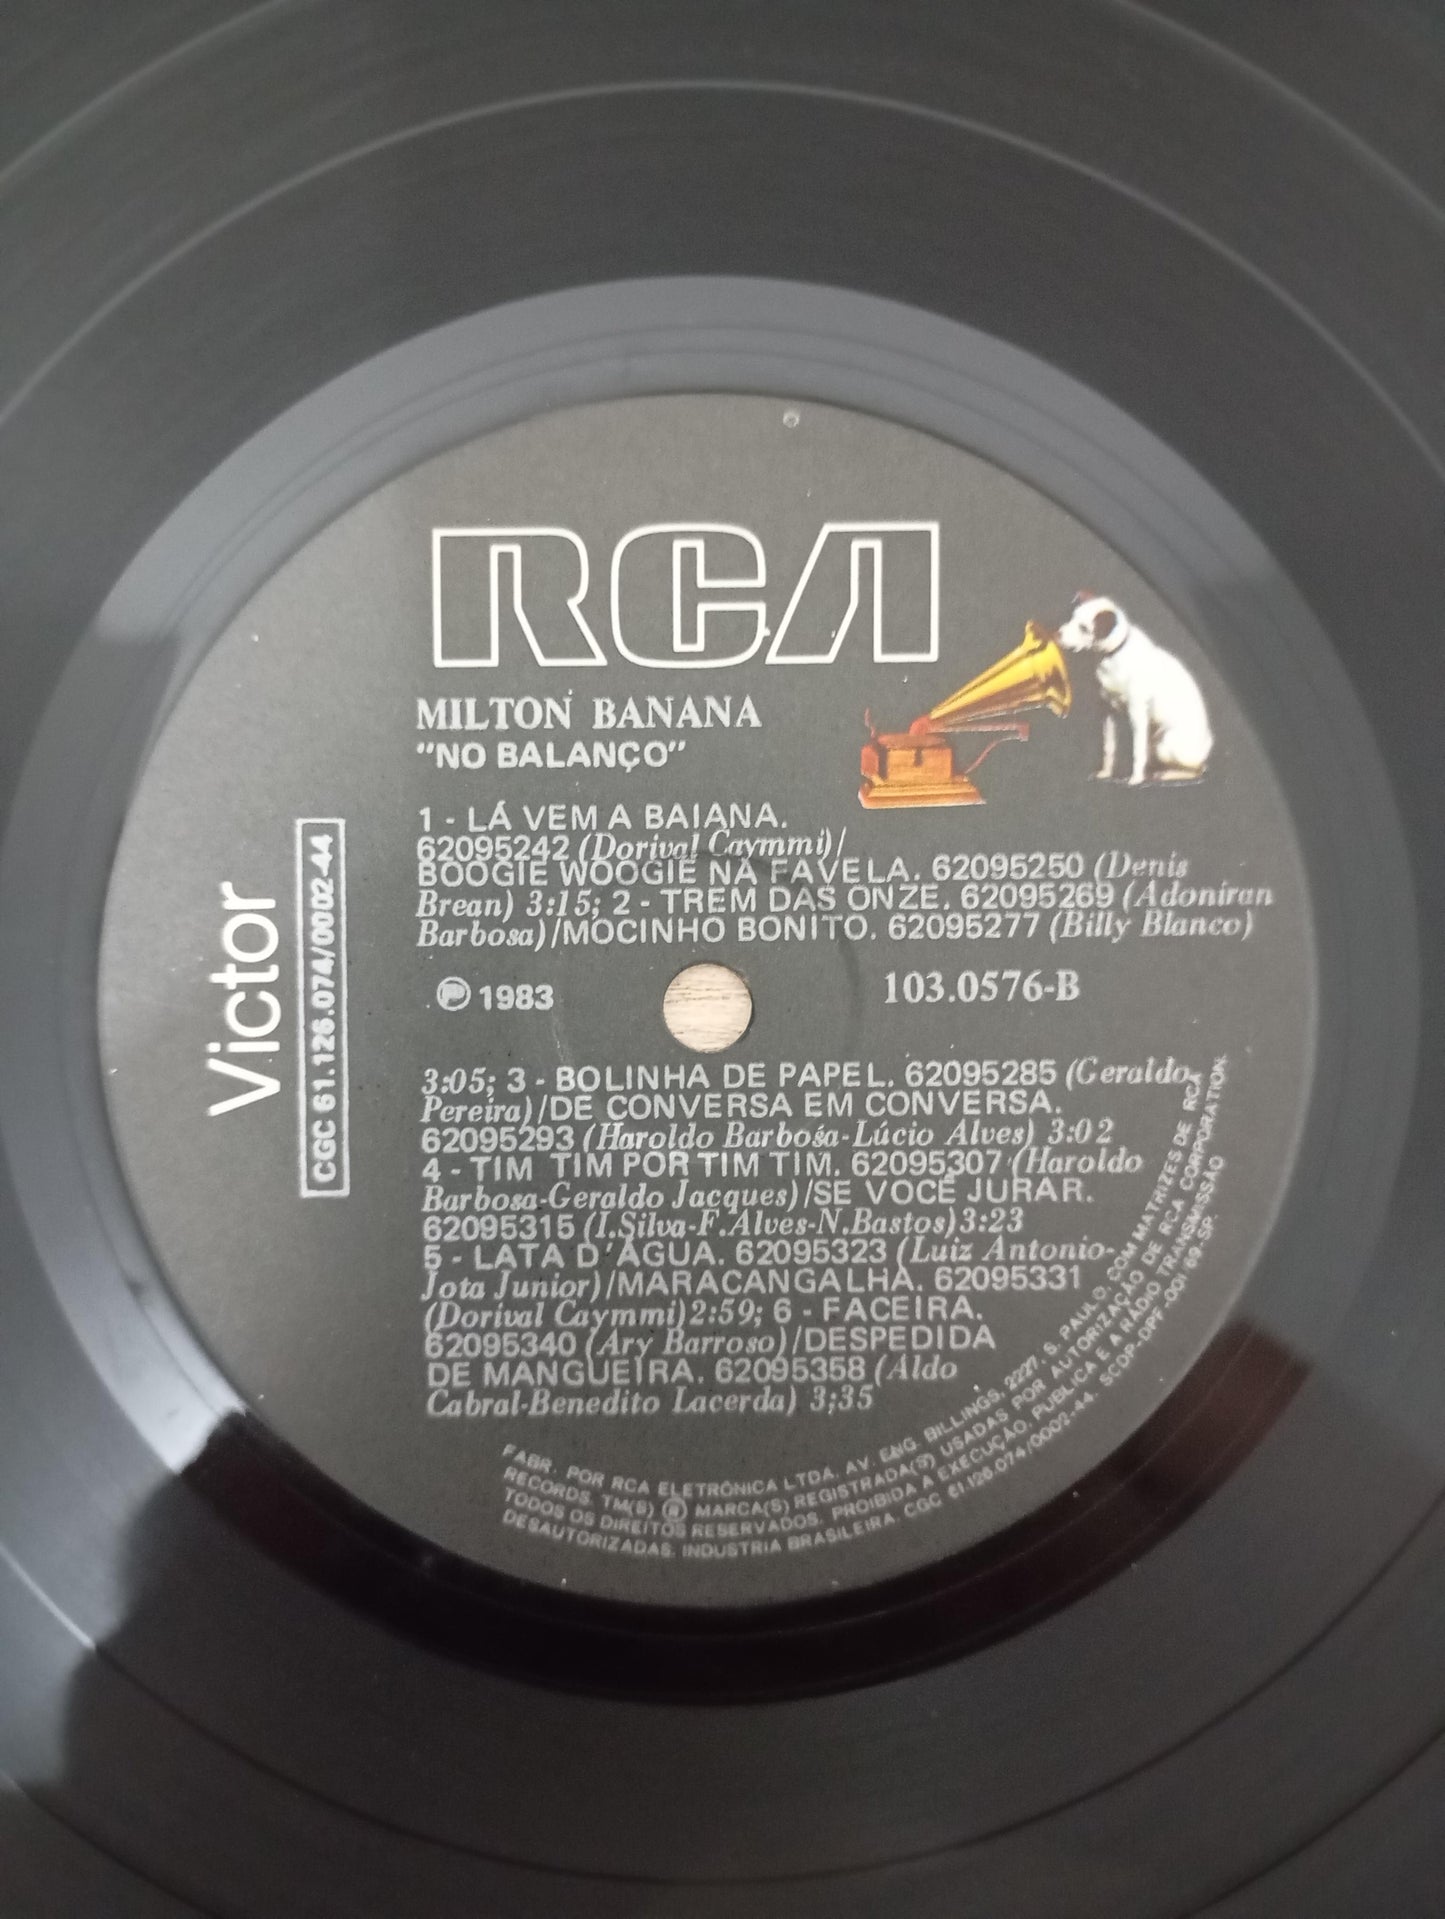 RCA
MILTON BANANA
"NO BALANÇO"
1 - LÁ VEM A BAIANA.
62095242 (Dorival Caymmi)/
BOOGIE WOOGIE NA FAVELA. 62095250 (Denis
Brean) 3:15; 2 - TREM DAS ONZE. 62095269 (Adoniran
Barbosa)/MOCINHO BONITO. 62095277 (Billy Blanco)
Victor
CGC 61.126.074/0002-44
℗ 1983
103.0576-B
3:05; 3 - BOLINHA DE PAPEL. 62095285 (Geraldo
Pereira)/DE CONVERSA EM CONVERSA.
62095293 (Haroldo Barbosa-Lúcio Alves) 3:02
4 - TIM TIM POR TIM TIM. 62095307 (Haroldo
Barbosa-Geraldo Jacques)/SE VOCÊ JURAR.
62095315 (I.Silva-F.Alves-N.Bastos)3:23
5 - LATA D'ÁGUA. 62095323 (Luiz Antonio-
Jota Junior)/MARACANGALHA. 62095331
(Dorival Caymmi)2:59; 6 - FACEIRA.
62095340 (Ary Barroso)/DESPEDIDA
DE MANGUEIRA. 62095358 (Aldo
Cabral-Benedito Lacerda) 3;35
FABR. POR RCA ELETRÔNICA LTDA. AV. ENG. BILLINGS, 2227, S. PAULO, COM MATRIZES DE RCA
RECORDS. TM(S) ® MARCA(S) REGISTRADA(S) USADAS POR AUTORIZAÇÃO DE RCA CORPORATION.
TODOS OS DIREITOS RESERVADOS. PROIBIDA A EXECUÇÃO, PUBLICA E A RÁDIO TRANSMISSÃO
DESAUTORIZADAS. INDUSTRIA BRASILEIRA. CGC 61.126.074/0002-44. SCDP-DPF-001/69-SP.